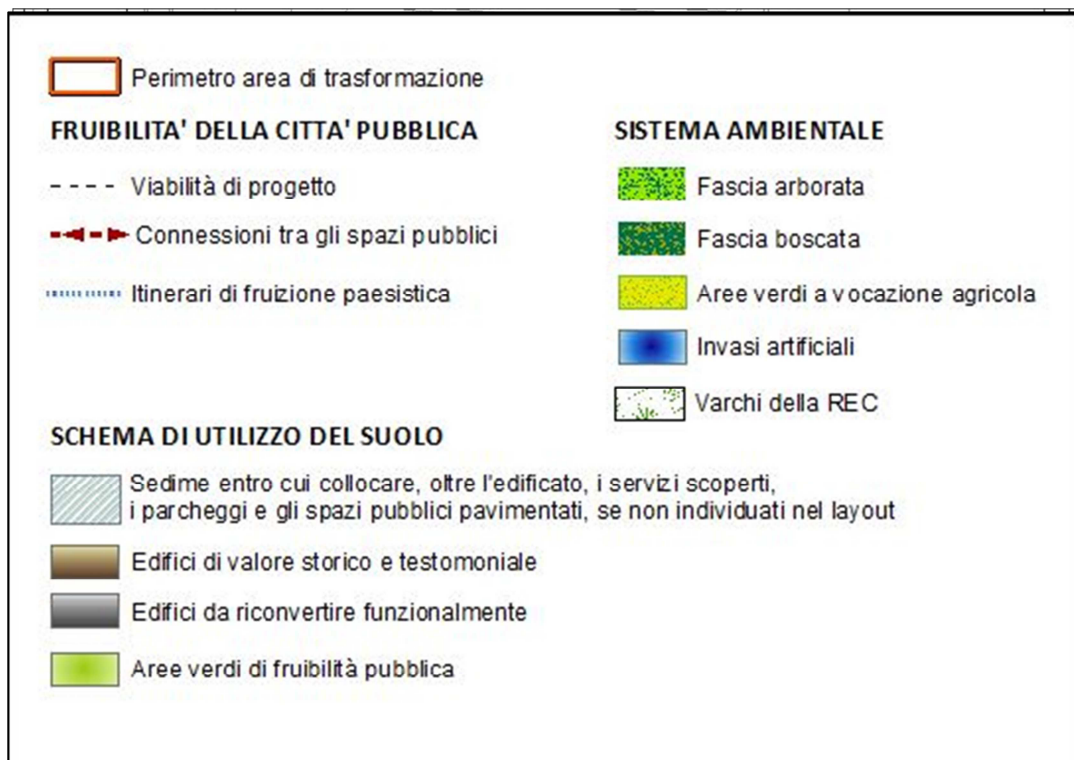 Perimetro area di trasformazione
FRUIBILITA' DELLA CITTA' PUBBLICA
Viabilità di progetto
Connessioni tra gli spazi pubblici
Itinerari di fruizione paesistica
SISTEMA AMBIENTALE
Fascia arborata
Fascia boscata
Aree verdi a vocazione agricola
Invasi artificiali
Varchi della REC
SCHEMA DI UTILIZZO DEL SUOLO
Sedime entro cui collocare, oltre l'edificato, i servizi scoperti,
i parcheggi e gli spazi pubblici pavimentati, se non individuati nel layout
Edifici di valore storico e testimoniale
Edifici da riconvertire funzionalmente
Aree verdi di fruibilità pubblica